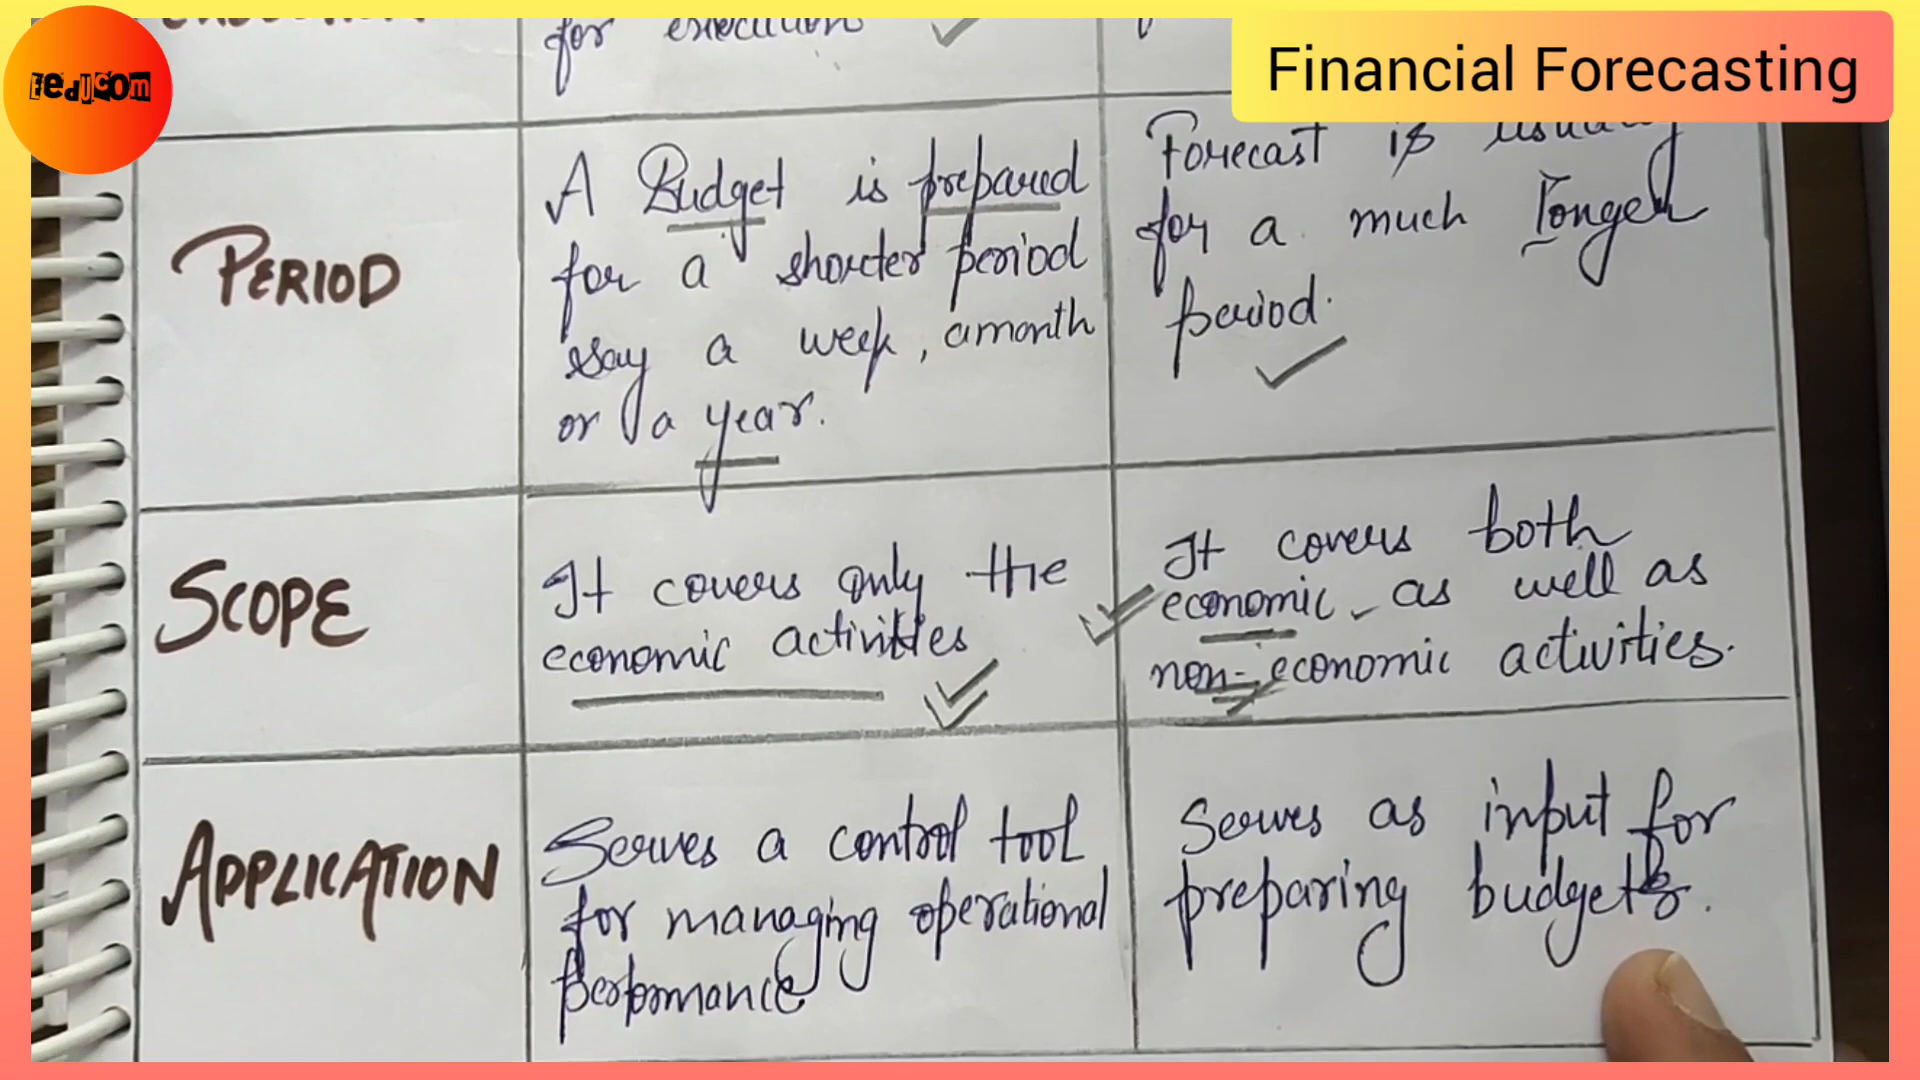 EeDUCOM
Financial Forecasting
for execution
PERIOD
A Budget is prepared
for a shorter period
say a week, a month
or a year.
Forecast is usually
for a much longer
period.
SCOPE
It covers only the
economic activities
It covers both
economic as well as
non-economic activities.
APPLICATION
Serves a control tool
for managing operational
performance
Serves as input for
preparing budgets.